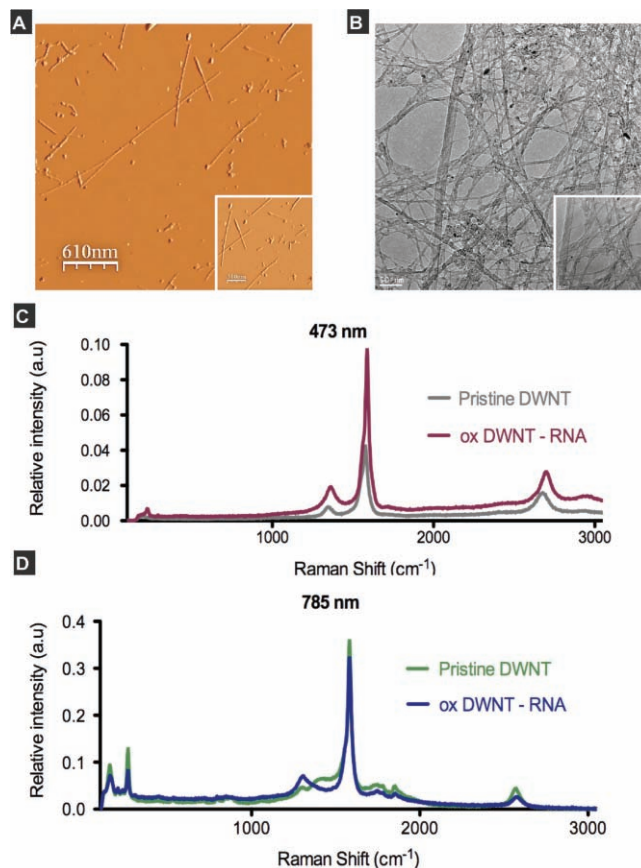 A
610nm
B
C
473 nm
Relative intensity (a.u)
0.10
0.08
0.06
0.04
0.02
0.00
Pristine DWNT
ox DWNT - RNA
1000
2000
3000
Raman Shift (cm-1)
D
785 nm
Relative intensity (a.u)
0.4
0.3
0.2
0.1
0.0
Pristine DWNT
ox DWNT - RNA
1000
2000
3000
Raman Shift (cm-1)